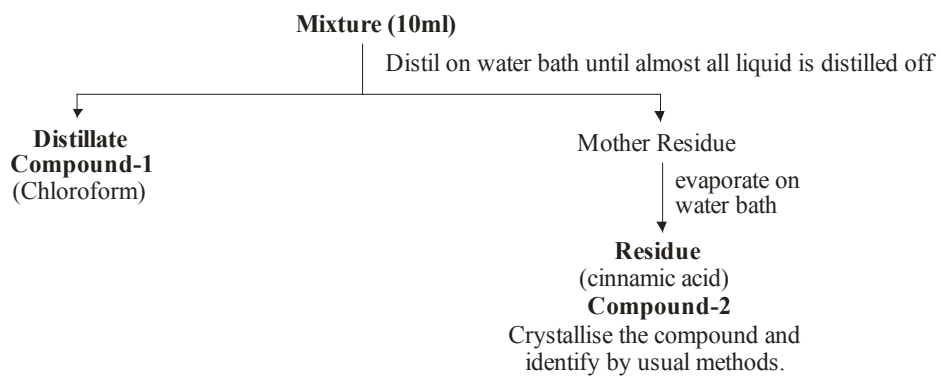 Mixture (10ml)
Distil on water bath until almost all liquid is distilled off
Distillate
Compound-1
(Chloroform)
Mother Residue
evaporate on
water bath
Residue
(cinnamic acid)
Compound-2
Crystallise the compound and
identify by usual methods.